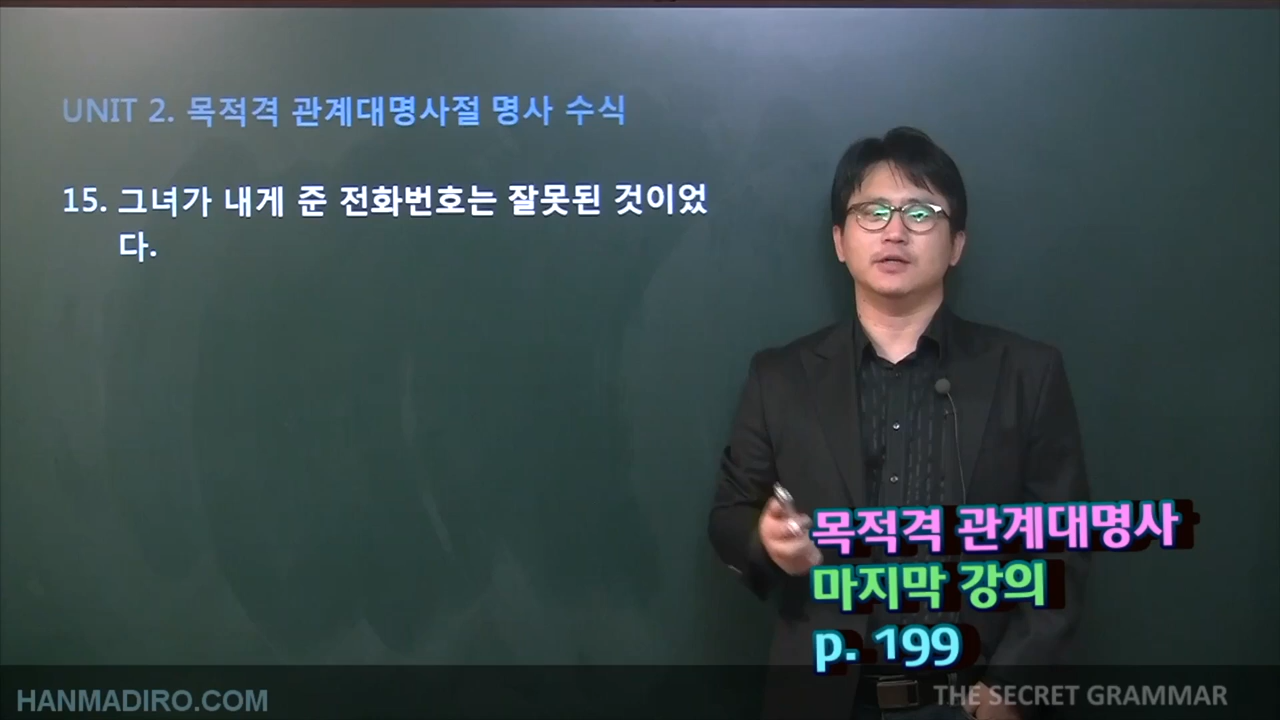 UNIT 2. 목적격 관계대명사절 명사 수식
15. 그녀가 내게 준 전화번호는 잘못된 것이었
다.
목적격 관계대명사
마지막 강의
p. 199
HANMADIRO.COM
THE SECRET GRAMMAR